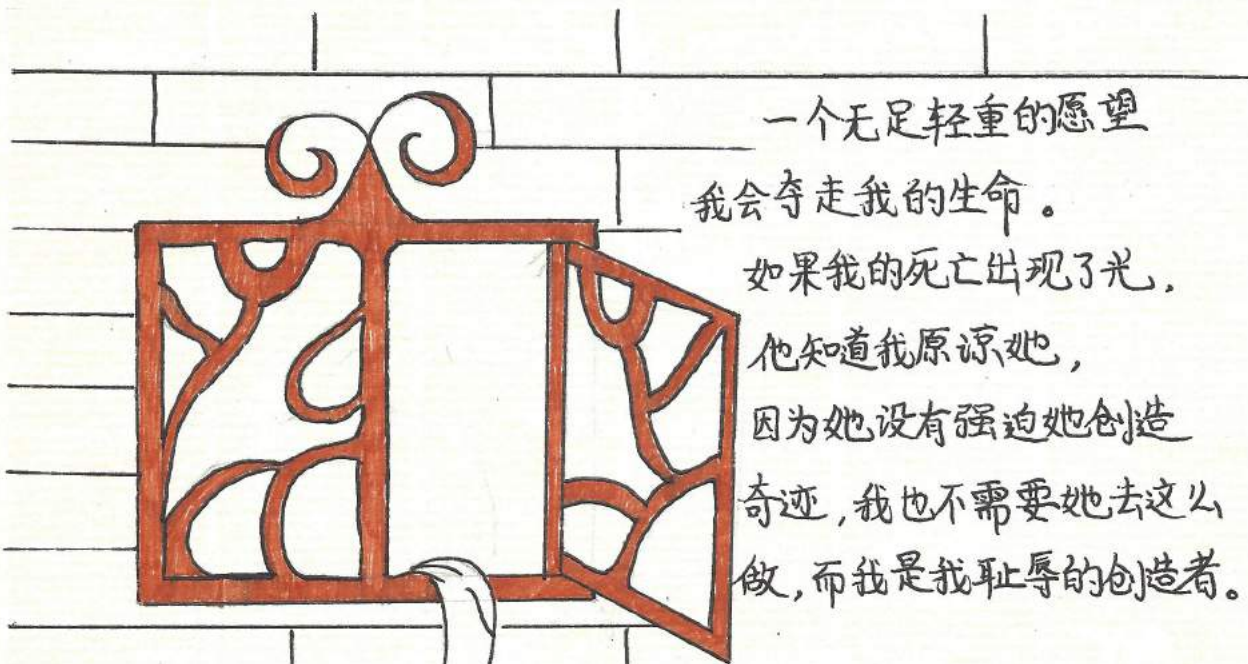 一个无足轻重的愿望
我会夺走我的生命。
如果我的死亡出现了光,
他知道我原谅她,
因为她设有强迫她创造
奇迹,我也不需要她去这么
做,而我是我耻辱的创造者。